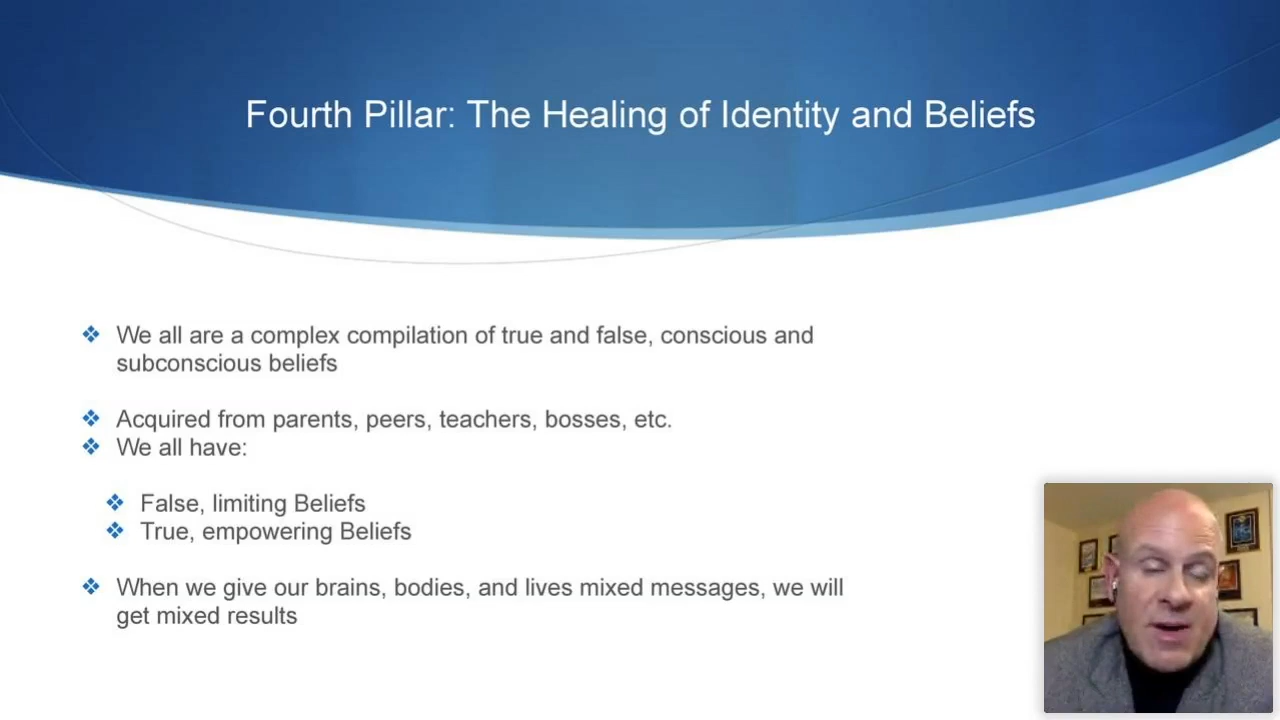 Fourth Pillar: The Healing of Identity and Beliefs
We all are a complex compilation of true and false, conscious and
subconscious beliefs
Acquired from parents, peers, teachers, bosses, etc.
We all have:
False, limiting Beliefs
True, empowering Beliefs
When we give our brains, bodies, and lives mixed messages, we will
get mixed results